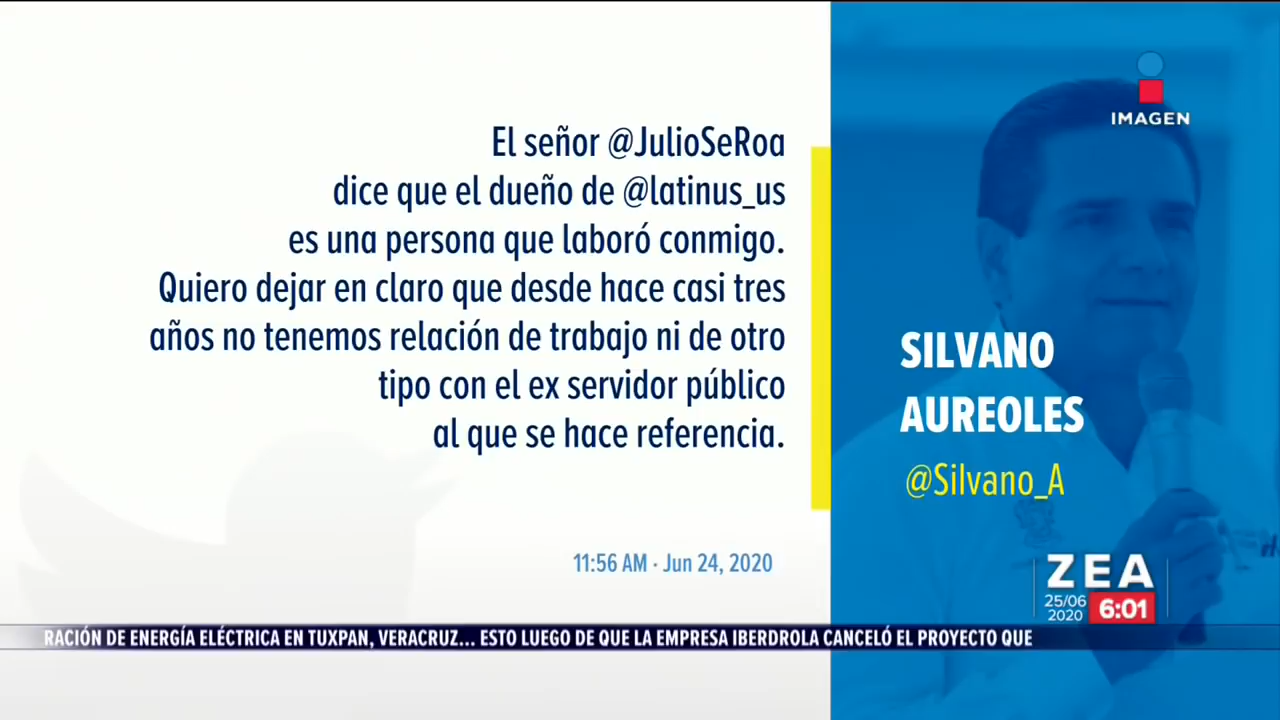 El señor @JulioSeRoa
dice que el dueño de @latinus_us
es una persona que laboró conmigo.
Quiero dejar en claro que desde hace casi tres
años no tenemos relación de trabajo ni de otro
tipo con el ex servidor público
al que se hace referencia.
11:56 AM · Jun 24, 2020
IMAGEN
SILVANO
AUREOLES
@Silvano_A
ZEA
25/06
2020
6:01
RACIÓN DE ENERGÍA ELÉCTRICA EN TUXPAN, VERACRUZ... ESTO LUEGO DE QUE LA EMPRESA IBERDROLA CANCELÓ EL PROYECTO QUE